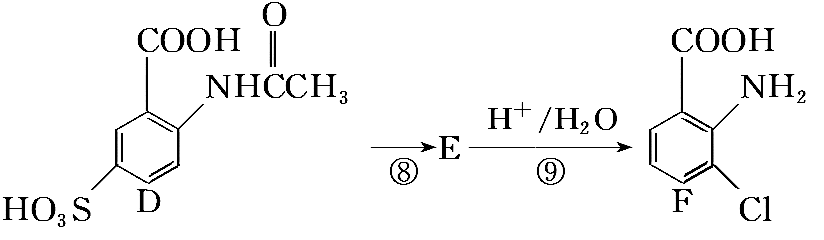 O
COOH
NHCCH₃
HO₃S
D
⑧
E
H⁺/H₂O
⑨
COOH
NH₂
F
Cl